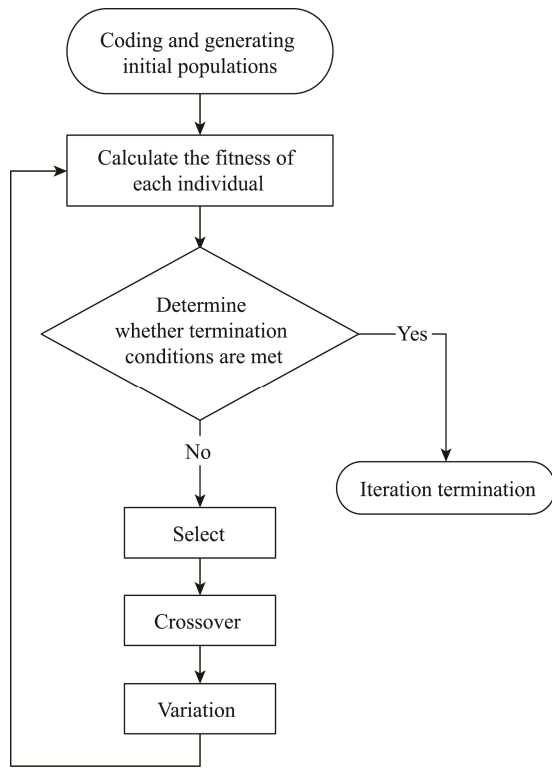 Coding and generating
initial populations
Calculate the fitness of
each individual
Determine
whether termination
conditions are met
Yes
No
Iteration termination
Select
Crossover
Variation